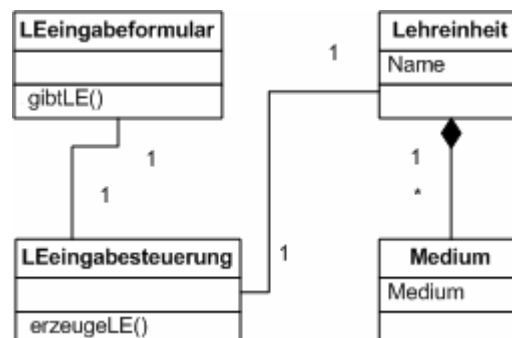 LEeingabeformular
gibtLE()
Lehreinheit
Name
1
1
1
1
1
*
LEeingabesteuerung
erzeugeLE()
Medium
Medium